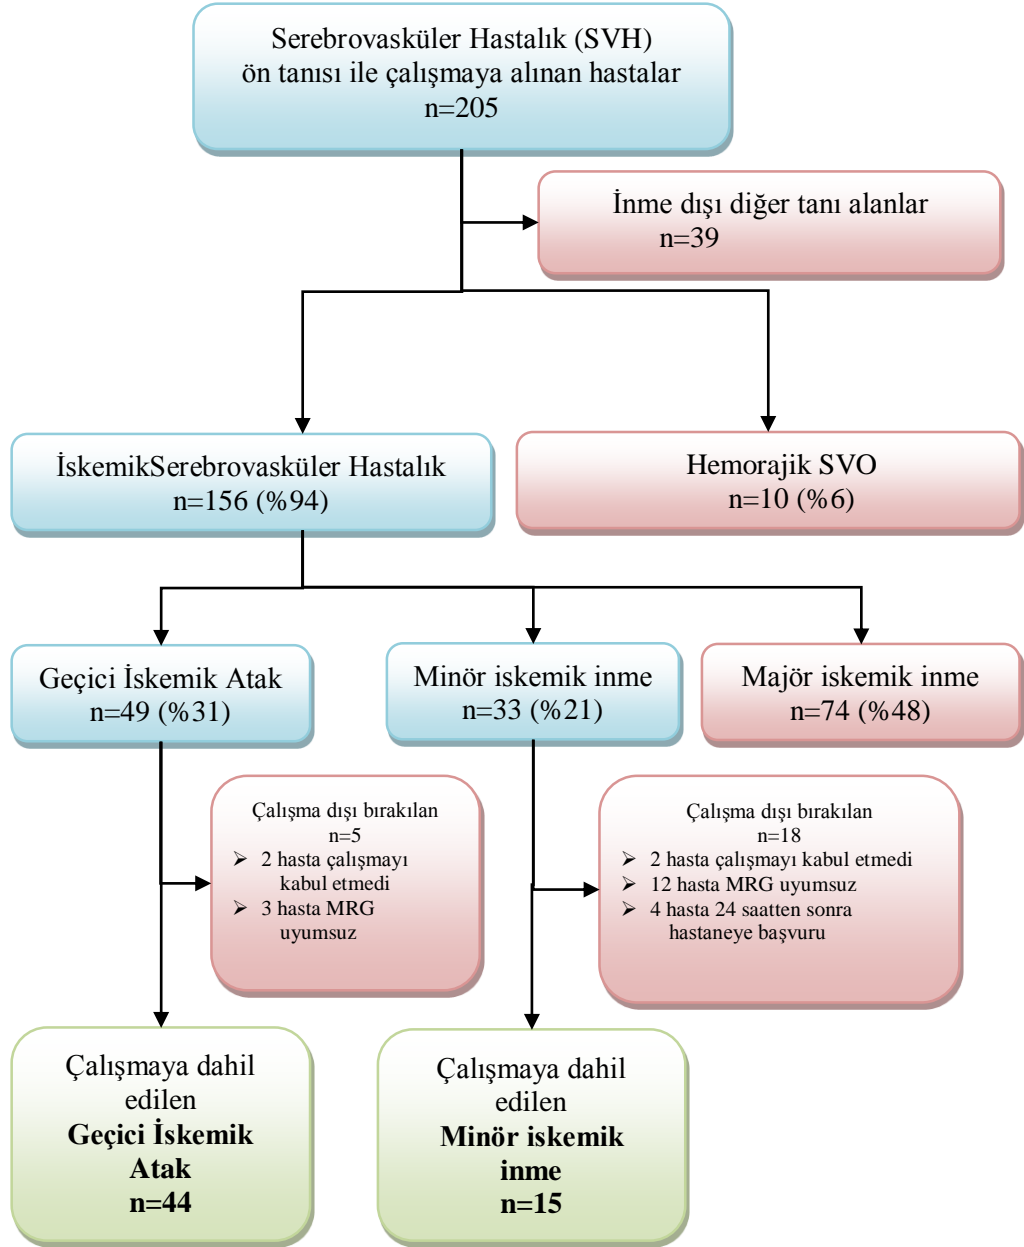 Serebrovasküler Hastalık (SVH)
ön tanısı ile çalışmaya alınan hastalar
n=205
İnme dışı diğer tanı alanlar
n=39
İskemikSerebrovasküler Hastalık
n=156 (%94)
Hemorajik SVO
n=10 (%6)
Geçici İskemik Atak
n=49 (%31)
Minör iskemik inme
n=33 (%21)
Majör iskemik inme
n=74 (%48)
Çalışma dışı bırakılan
n=5
➢ 2 hasta çalışmayı
kabul etmedi
➢ 3 hasta MRG
uyumsuz
Çalışma dışı bırakılan
n=18
➢ 2 hasta çalışmayı kabul etmedi
➢ 12 hasta MRG uyumsuz
➢ 4 hasta 24 saatten sonra
hastaneye başvuru
Çalışmaya dahil
edilen
Geçici İskemik
Atak
n=44
Çalışmaya dahil
edilen
Minör iskemik
inme
n=15